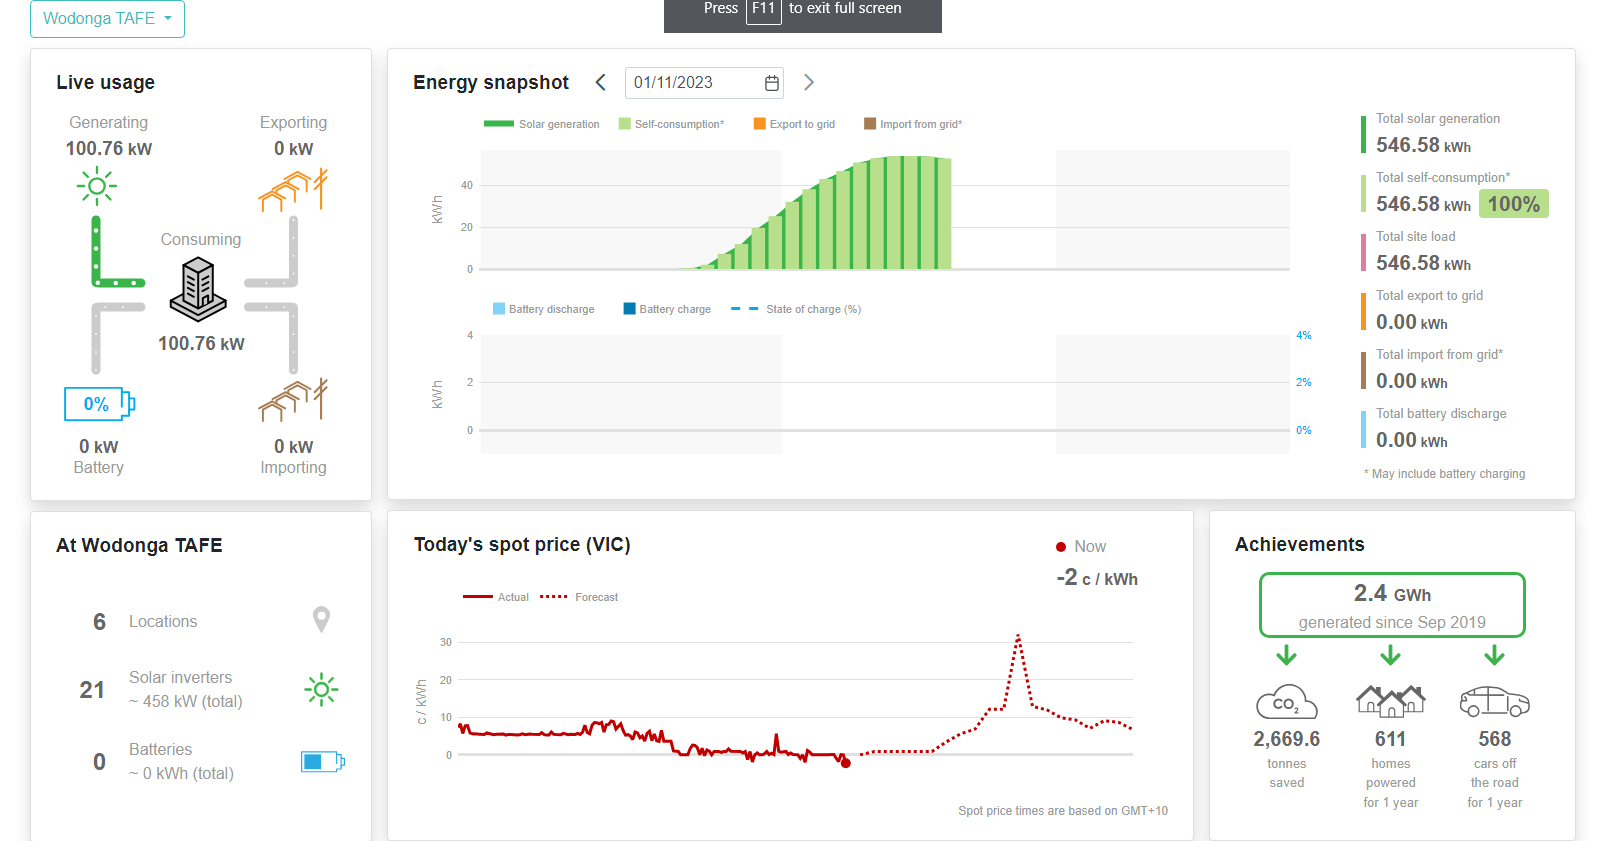 Wodonga TAFE
Press F11 to exit full screen
Live usage
Generating
100.76 kW
Exporting
0 kW
Consuming
100.76 kW
0%
0 kW
Battery
0 kW
Importing
Energy snapshot
01/11/2023
Solar generation
Self-consumption*
Export to grid
Import from grid*
kWh
40
20
0
Battery discharge
Battery charge
State of charge (%)
kWh
4
2
0
4%
2%
0%
Total solar generation
546.58 kWh
Total self-consumption*
546.58 kWh 100%
Total site load
546.58 kWh
Total export to grid
0.00 kWh
Total import from grid*
0.00 kWh
Total battery discharge
0.00 kWh
* May include battery charging
At Wodonga TAFE
6 Locations
21 Solar inverters
~ 458 kW (total)
0 Batteries
~ 0 kWh (total)
Today's spot price (VIC)
Now
-2 c / kWh
Actual
Forecast
c / kWh
30
20
10
0
Spot price times are based on GMT+10
Achievements
2.4 GWh
generated since Sep 2019
CO2
2,669.6
tonnes
saved
611
homes
powered
for 1 year
568
cars off
the road
for 1 year